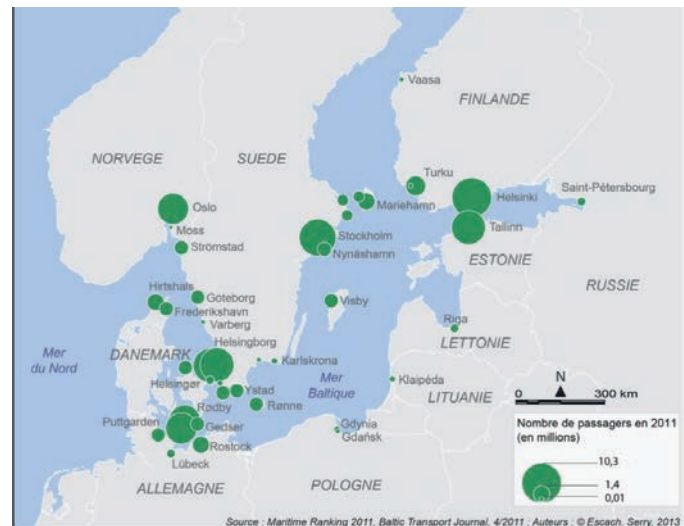 Vaasa
FINLANDE
NORVEGE
SUEDE
Turku
Oslo
Mariehamn
Helsinki
Saint-Pétersbourg
Moss
Tallinn
Strömstad
Stockholm
Nynäshamn
ESTONIE
RUSSIE
Hirtshals
Göteborg
Frederikshavn
Visby
Varberg
Riga
Helsingborg
LETTONIE
Mer
du Nord
DANEMARK
Karlskrona
Mer
Baltique
Klaipéda
Helsingør
Ystad
LITUANIE
N
0 300 km
Rødby
Rønne
Puttgarden
Gedsør
Gdynia
Gdańsk
Rostock
Lübeck
ALLEMAGNE
POLOGNE
Nombre de passagers en 2011
(en millions)
10,3
1,4
0,01
Source : Maritime Ranking 2011, Baltic Transport Journal, 4/2011 ; Auteurs : © Escach, Serry, 2013